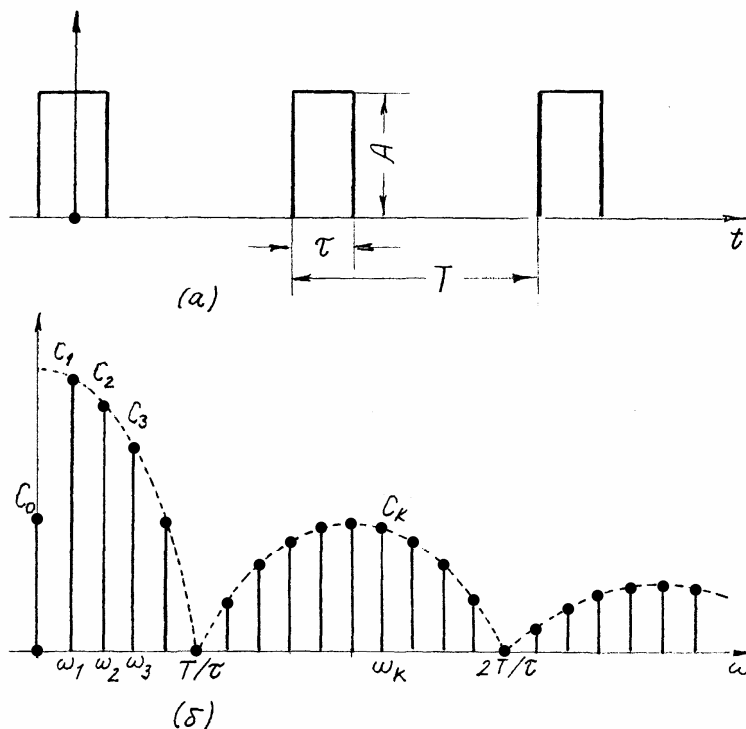 A
τ
t
T
(а)
C₁
C₂
C₃
C₀
Cₖ
ω₁ ω₂ ω₃ T/τ ωₖ 2T/τ ω
(б)